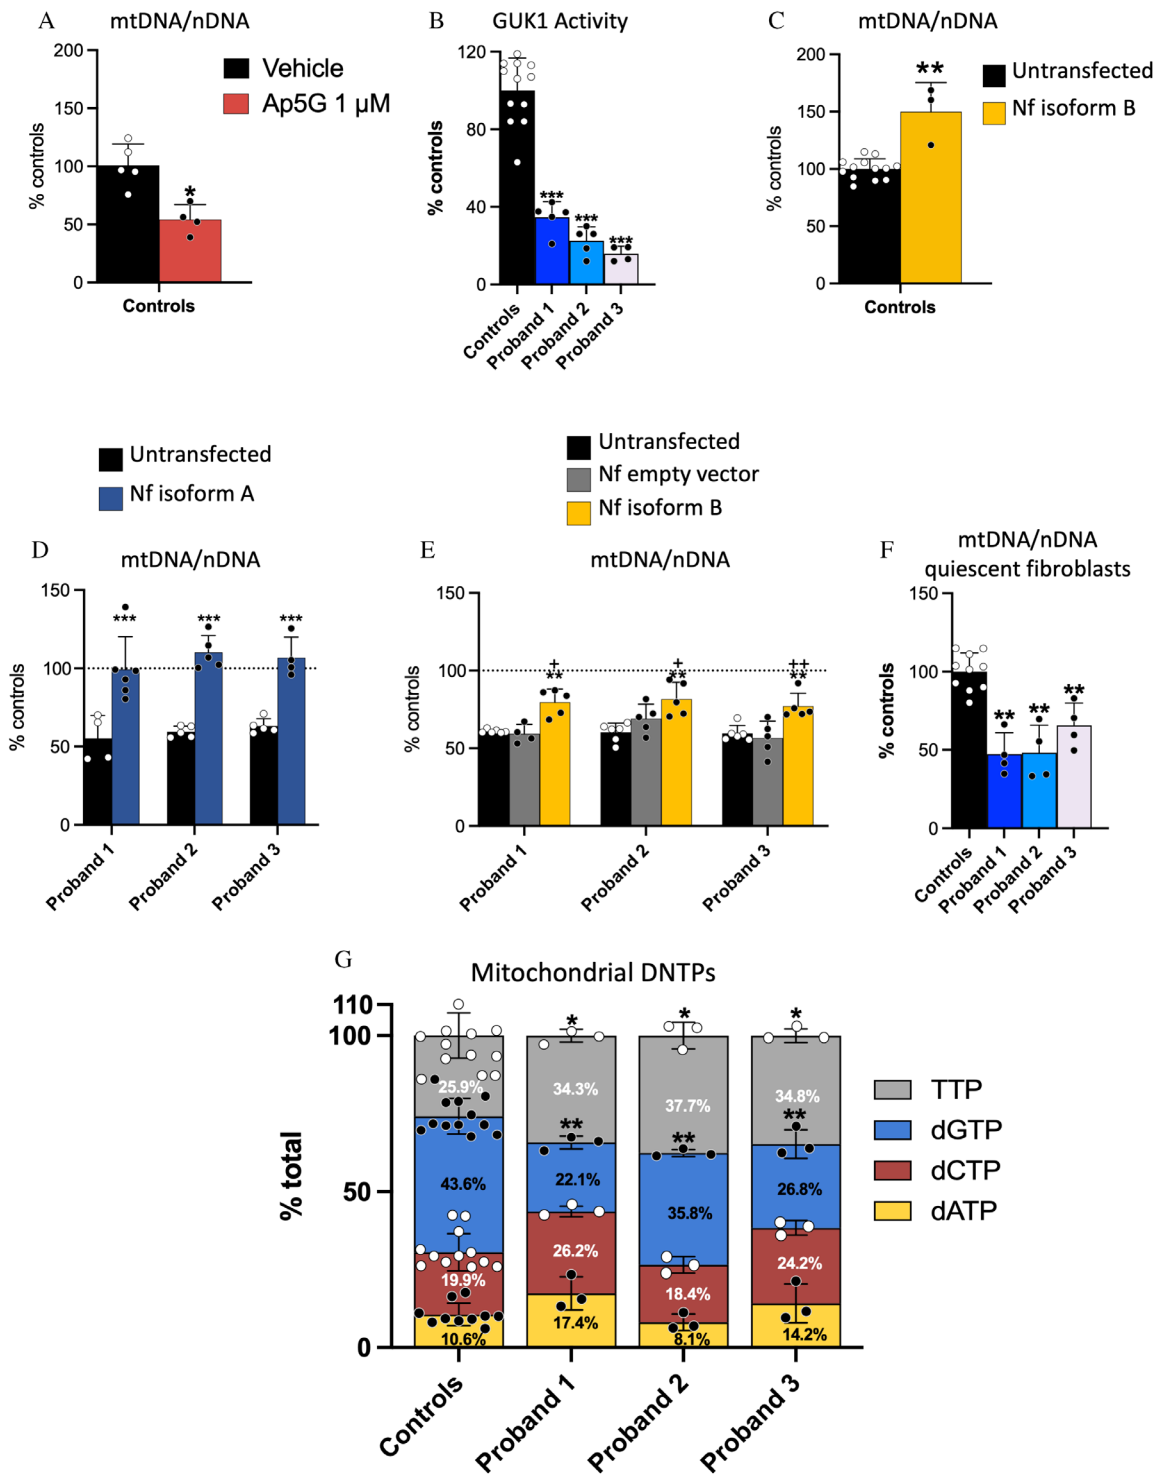 A
mtDNA/nDNA
200
150
100
50
0
% controls
Vehicle
Ap5G 1 µM
*
Controls
B
GUK1 Activity
120
80
40
0
% controls
***
***
***
Controls
Proband 1
Proband 2
Proband 3
C
mtDNA/nDNA
200
150
100
50
0
% controls
**
Untransfected
Nf isoform B
Controls
Untransfected
Nf isoform A
D
mtDNA/nDNA
150
100
50
0
% controls
***
***
***
Proband 1
Proband 2
Proband 3
Untransfected
Nf empty vector
Nf isoform B
E
mtDNA/nDNA
150
100
50
0
% controls
+
**
+
**
++
**
Proband 1
Proband 2
Proband 3
F
mtDNA/nDNA
quiescent fibroblasts
150
100
50
0
% controls
**
**
**
Controls
Proband 1
Proband 2
Proband 3
G
Mitochondrial DNTPs
110
100
50
0
% total
25.9%
43.6%
19.9%
10.6%
*
34.3%
**
22.1%
26.2%
17.4%
*
37.7%
**
35.8%
18.4%
8.1%
*
34.8%
**
26.8%
24.2%
14.2%
TTP
dGTP
dCTP
dATP
Controls
Proband 1
Proband 2
Proband 3